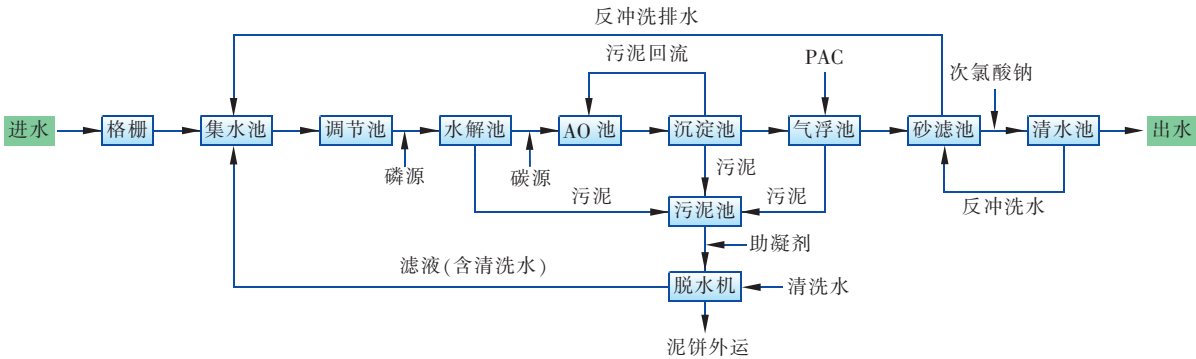 反冲洗排水
污泥回流
PAC
次氯酸钠
进水
格栅
集水池
调节池
水解池
AO 池
沉淀池
气浮池
砂滤池
清水池
出水
磷源
碳源
污泥
污泥
污泥
污泥池
反冲洗水
助凝剂
滤液(含清洗水)
脱水机
清洗水
泥饼外运